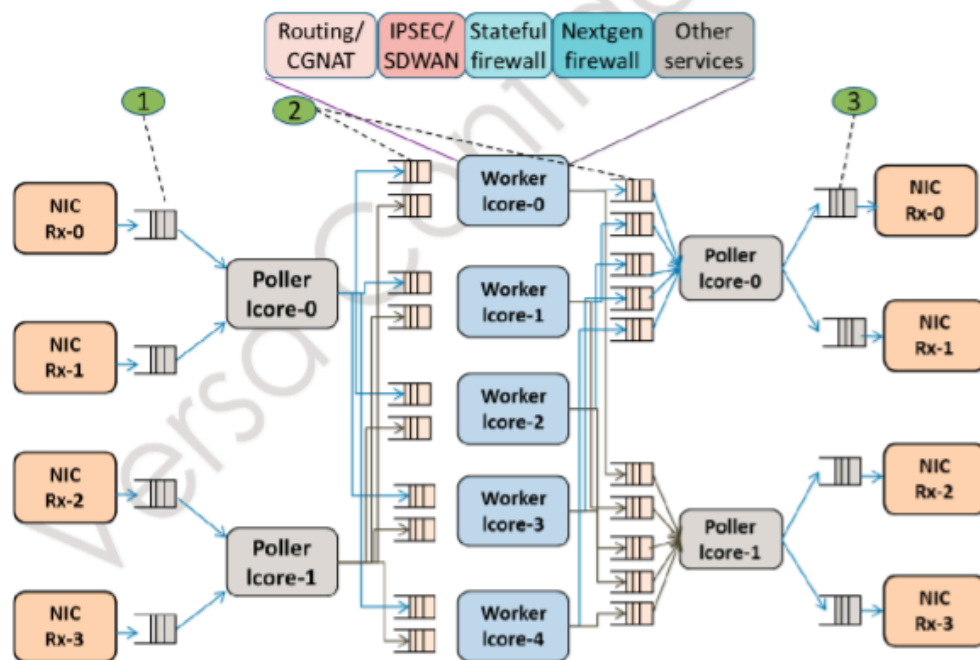 Routing/
CGNAT
IPSEC/
SDWAN
Stateful
firewall
Nextgen
firewall
Other
services
1
2
3
NIC
Rx-0
NIC
Rx-1
NIC
Rx-2
NIC
Rx-3
Poller
lcore-0
Poller
lcore-1
Worker
lcore-0
Worker
lcore-1
Worker
lcore-2
Worker
lcore-3
Worker
lcore-4
Poller
lcore-0
Poller
lcore-1
NIC
Rx-0
NIC
Rx-1
NIC
Rx-2
NIC
Rx-3
Versa